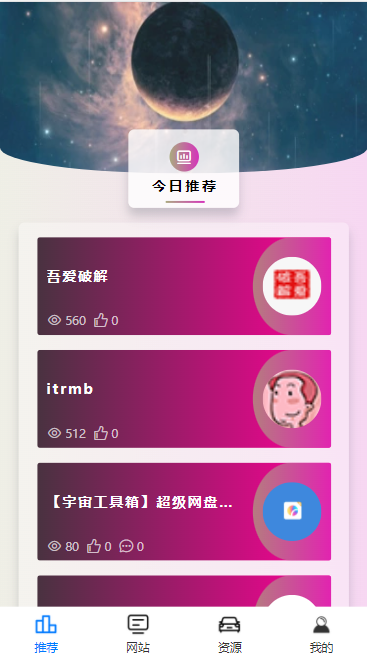 今日推荐
吾爱破解
破吾
解爱
560 0
itrmb
512 0
【宇宙工具箱】超级网盘...
80 0 0
推荐 网站 资源 我的